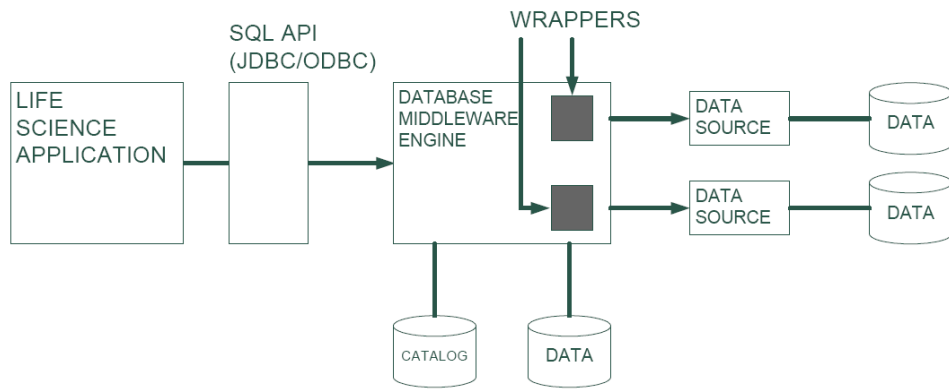 WRAPPERS
SQL API
(JDBC/ODBC)
LIFE
SCIENCE
APPLICATION
DATABASE
MIDDLEWARE
ENGINE
DATA
SOURCE
DATA
DATA
SOURCE
DATA
CATALOG
DATA